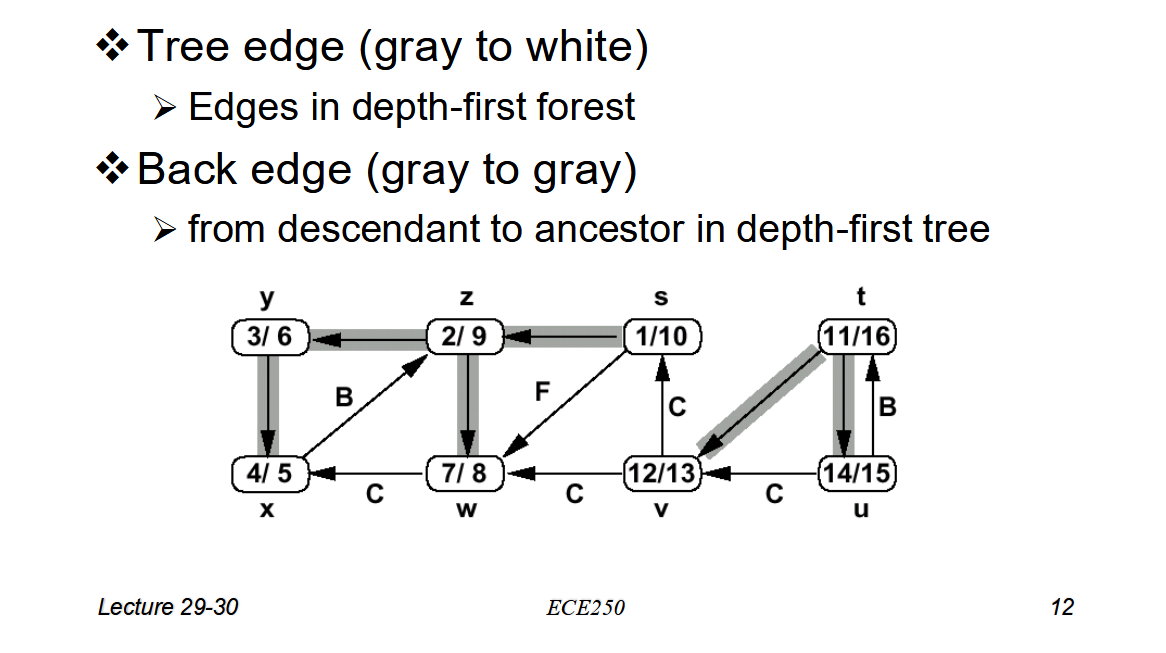 ❖ Tree edge (gray to white)
➢ Edges in depth-first forest
❖ Back edge (gray to gray)
➢ from descendant to ancestor in depth-first tree
y z s t
3/ 6 2/ 9 1/10 11/16
B F C B
4/ 5 7/ 8 12/13 14/15
C C C
x w v u
Lecture 29-30 ECE250 12